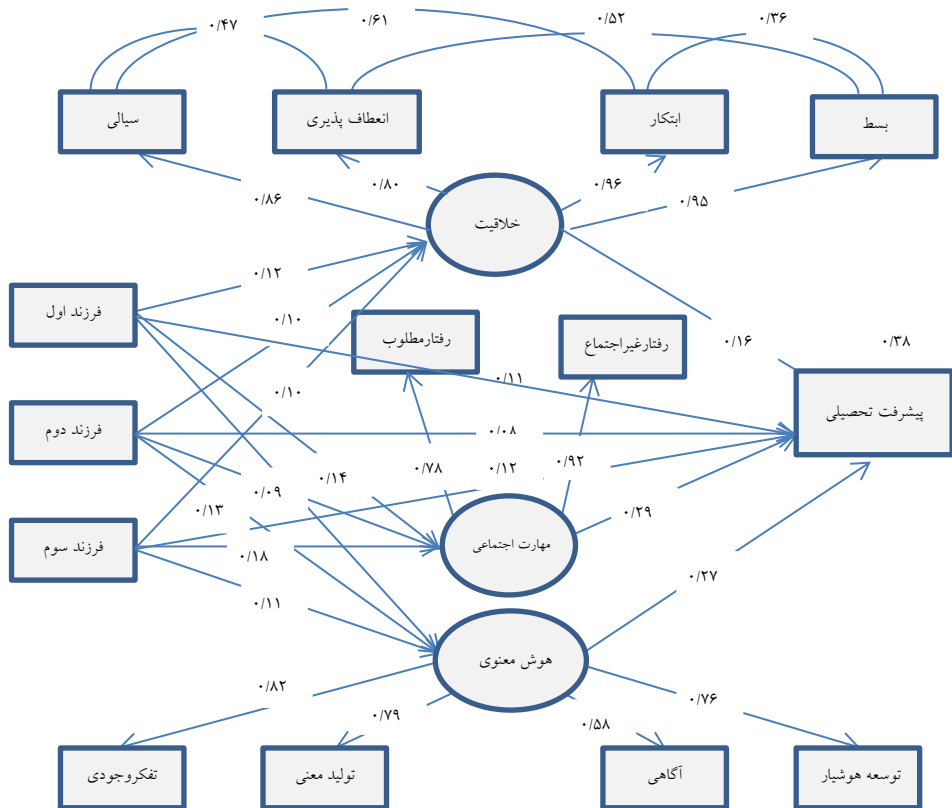 ۰/۴۷
۰/۶۱
۰/۵۲
۰/۳۶
سیالی
انعطاف پذیری
ابتکار
بسط
۰/۸۶
۰/۸۰
۰/۹۶
۰/۹۵
خلاقیت
۰/۱۲
فرزند اول
۰/۱۰
رفتارمطلوب
رفتارغیراجتماع
۰/۱۶
۰/۳۸
۰/۱۰
۰/۱۱
پیشرفت تحصیلی
فرزند دوم
۰/۰۸
۰/۷۸
۰/۱۲
۰/۹۲
۰/۰۹
۰/۱۴
۰/۱۳
۰/۲۹
فرزند سوم
۰/۱۸
مهارت اجتماعی
۰/۱۱
۰/۲۷
هوش معنوی
۰/۸۲
۰/۷۹
۰/۵۸
۰/۷۶
تفکروجودی
تولید معنی
آگاهی
توسعه هوشیار